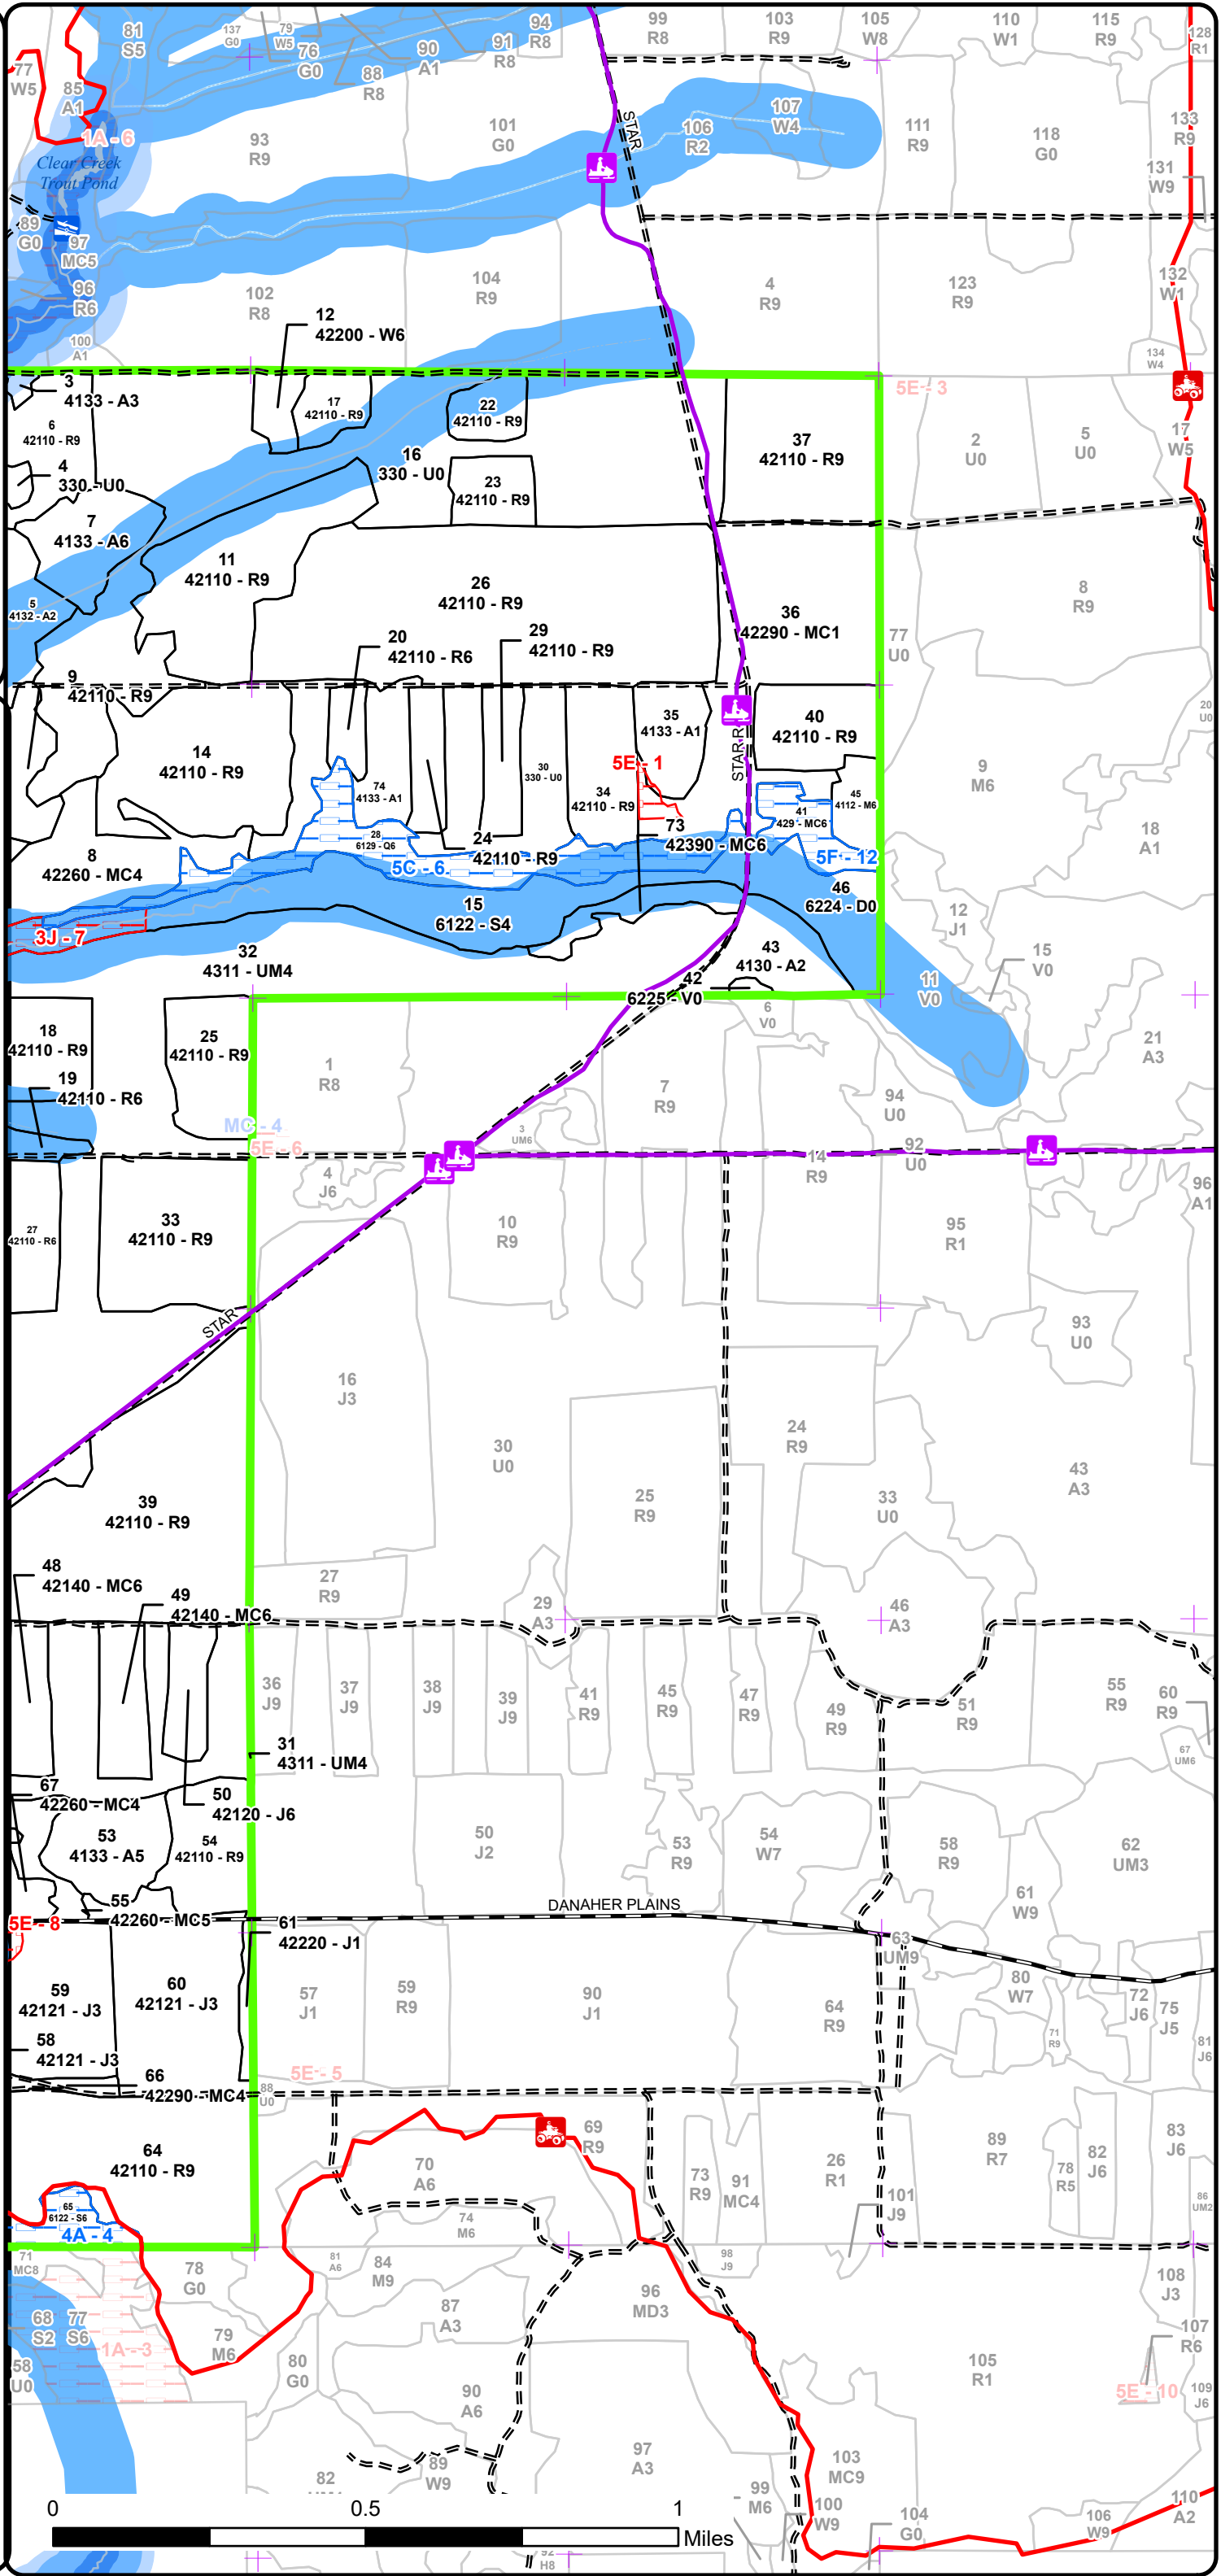 99
R8
103
R9
105
W8
110
W1
115
R9
128
R1
81
S5
137
G0
79
W5
76
G0
88
R8
90
A1
91
R8
94
R8
77
W5
85
A1
1A - 6
Clear Creek
Trout Pond
93
R9
101
G0
STAR
106
R2
107
W4
111
R9
118
G0
133
R9
131
W9
89
G0
97
MC5
96
R6
100
A1
102
R8
104
R9
4
R9
123
R9
132
W1
134
W4
12
42200 - W6
3
4133 - A3
6
42110 - R9
17
42110 - R9
22
42110 - R9
5E - 3
37
42110 - R9
2
U0
5
U0
17
W5
4
330 - U0
16
330 - U0
23
42110 - R9
7
4133 - A6
11
42110 - R9
26
42110 - R9
8
R9
5
4132 - A2
36
42290 - MC1
77
U0
20
42110 - R6
29
42110 - R9
9
42110 - R9
35
4133 - A1
40
42110 - R9
20
U0
14
42110 - R9
5E - 1
STAR R
9
M6
30
330 - U0
74
4133 - A1
34
42110 - R9
45
4112 - M6
41
429 - MC6
73
42390 - MC6
18
A1
28
6129 - Q6
24
42110 - R9
5C - 6
5F - 12
8
42260 - MC4
15
6122 - S4
46
6224 - D0
12
J1
3J - 7
32
4311 - UM4
43
4130 - A2
15
V0
42
6225 - V0
11
V0
6
V0
18
42110 - R9
25
42110 - R9
1
R8
7
R9
21
A3
19
42110 - R6
94
U0
MC - 4
5E - 6
3
UM6
14
R9
92
U0
4
J6
96
A1
27
42110 - R6
33
42110 - R9
10
R9
95
R1
STAR
93
U0
16
J3
30
U0
24
R9
43
A3
39
42110 - R9
25
R9
33
U0
48
42140 - MC6
49
42140 - MC6
27
R9
29
A3
46
A3
36
J9
37
J9
38
J9
39
J9
41
R9
45
R9
47
R9
49
R9
51
R9
55
R9
60
R9
67
UM6
31
4311 - UM4
67
42260 - MC4
50
42120 - J6
53
4133 - A5
54
42110 - R9
50
J2
53
R9
54
W7
58
R9
62
UM3
61
W9
DANAHER PLAINS
55
42260 - MC5
5E - 8
61
42220 - J1
63
UM9
59
42121 - J3
60
42121 - J3
57
J1
59
R9
90
J1
64
R9
80
W7
72
J6
75
J5
71
R9
81
J6
58
42121 - J3
66
42290 - MC4
5E - 5
88
U0
64
42110 - R9
69
R9
70
A6
73
R9
91
MC4
26
R1
89
R7
78
R5
82
J6
83
J6
86
UM2
101
J9
65
6122 - S6
4A - 4
74
M6
71
MC8
78
G0
81
A6
84
M9
98
J9
108
J3
68
S2
77
S6
1A - 3
79
M6
87
A3
96
MD3
107
R6
58
U0
80
G0
105
R1
5E - 10
109
J6
90
A6
82
89
W9
97
A3
103
MC9
99
M6
100
W9
104
G0
106
W9
110
A2
0 0.5 1
Miles
92
H8